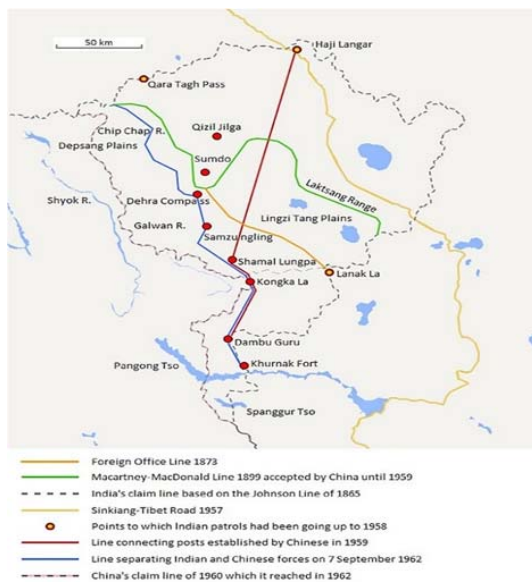 50 km
Haji Langar
Qara Tagh Pass
Chip Chap R.
Qizil Jilga
Depsang Plains
Sumdo
Laktsang Range
Shyok R.
Dehra Compass
Lingzi Tang Plains
Galwan R.
Samzungling
Shamal Lungpa
Lanak La
Kongka La
Dambu Guru
Pangong Tso
Khurnak Fort
Spanggur Tso
Foreign Office Line 1873
Macartney-MacDonald Line 1899 accepted by China until 1959
India's claim line based on the Johnson Line of 1865
Sinkiang-Tibet Road 1957
Points to which Indian patrols had been going up to 1958
Line connecting posts established by Chinese in 1959
Line separating Indian and Chinese forces on 7 September 1962
China's claim line of 1960 which it reached in 1962